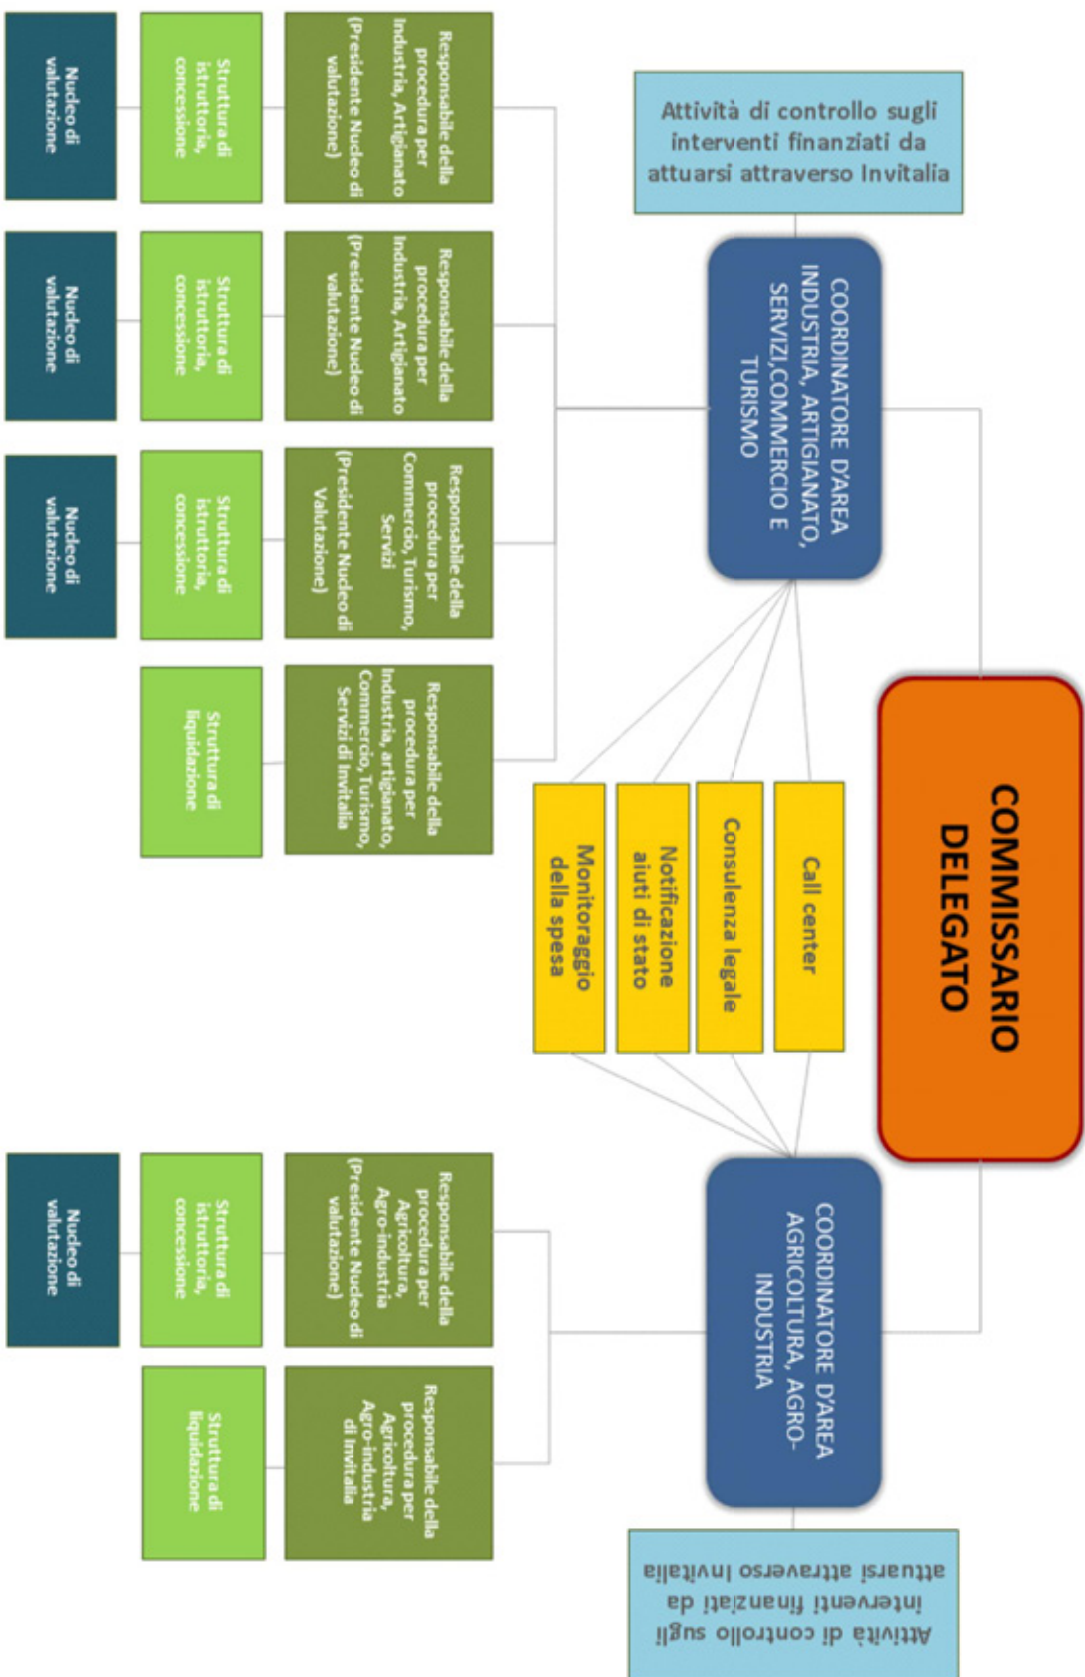 COMMISSARIO
DELEGATO
Attività di controllo sugli
interventi finanziati da
attuarsi attraverso Invitalia
COORDINATORE D'AREA
INDUSTRIA, ARTIGIANATO,
SERVIZI,COMMERCIO E
TURISMO
Call center
Consulenza legale
Notificazione
aiuti di stato
Monitoraggio
della spesa
COORDINATORE D'AREA
AGRICOLTURA, AGRO-
INDUSTRIA
Attività di controllo sugli
interventi finanziati da
attuarsi attraverso Invitalia
Responsabile della
procedura per
Industria, Artigianato
(Presidente Nucleo di
valutazione)
Responsabile della
procedura per
Industria, Artigianato
(Presidente Nucleo di
valutazione)
Responsabile della
procedura per
Commercio, Turismo,
Servizi
(Presidente Nucleo di
Valutazione)
Responsabile della
procedura per
Industria, artigianato,
Commercio, Turismo,
Servizi di Invitalia
Responsabile della
procedura per
Agricoltura,
Agro-industria
(Presidente Nucleo di
valutazione)
Responsabile della
procedura per
Agricoltura,
Agro-industria
di Invitalia
Struttura di
istruttoria,
concessione
Struttura di
istruttoria,
concessione
Struttura di
istruttoria,
concessione
Struttura di
liquidazione
Struttura di
istruttoria,
concessione
Struttura di
liquidazione
Nucleo di
valutazione
Nucleo di
valutazione
Nucleo di
valutazione
Nucleo di
valutazione